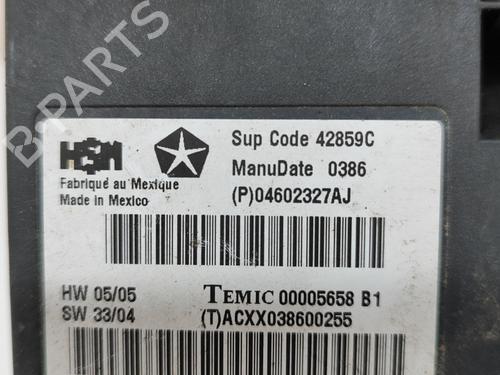 B PARTS
Sup Code 42859C
HSM
ManuDate 0386
Fabriqué au Mexique
(P)04602327AJ
Made in Mexico
HW 05/05
TEMIC 00005658 B1
SW 33/04
(T)ACXX038600255